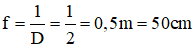 f = 1/D = 1/2 = 0,5m = 50cm